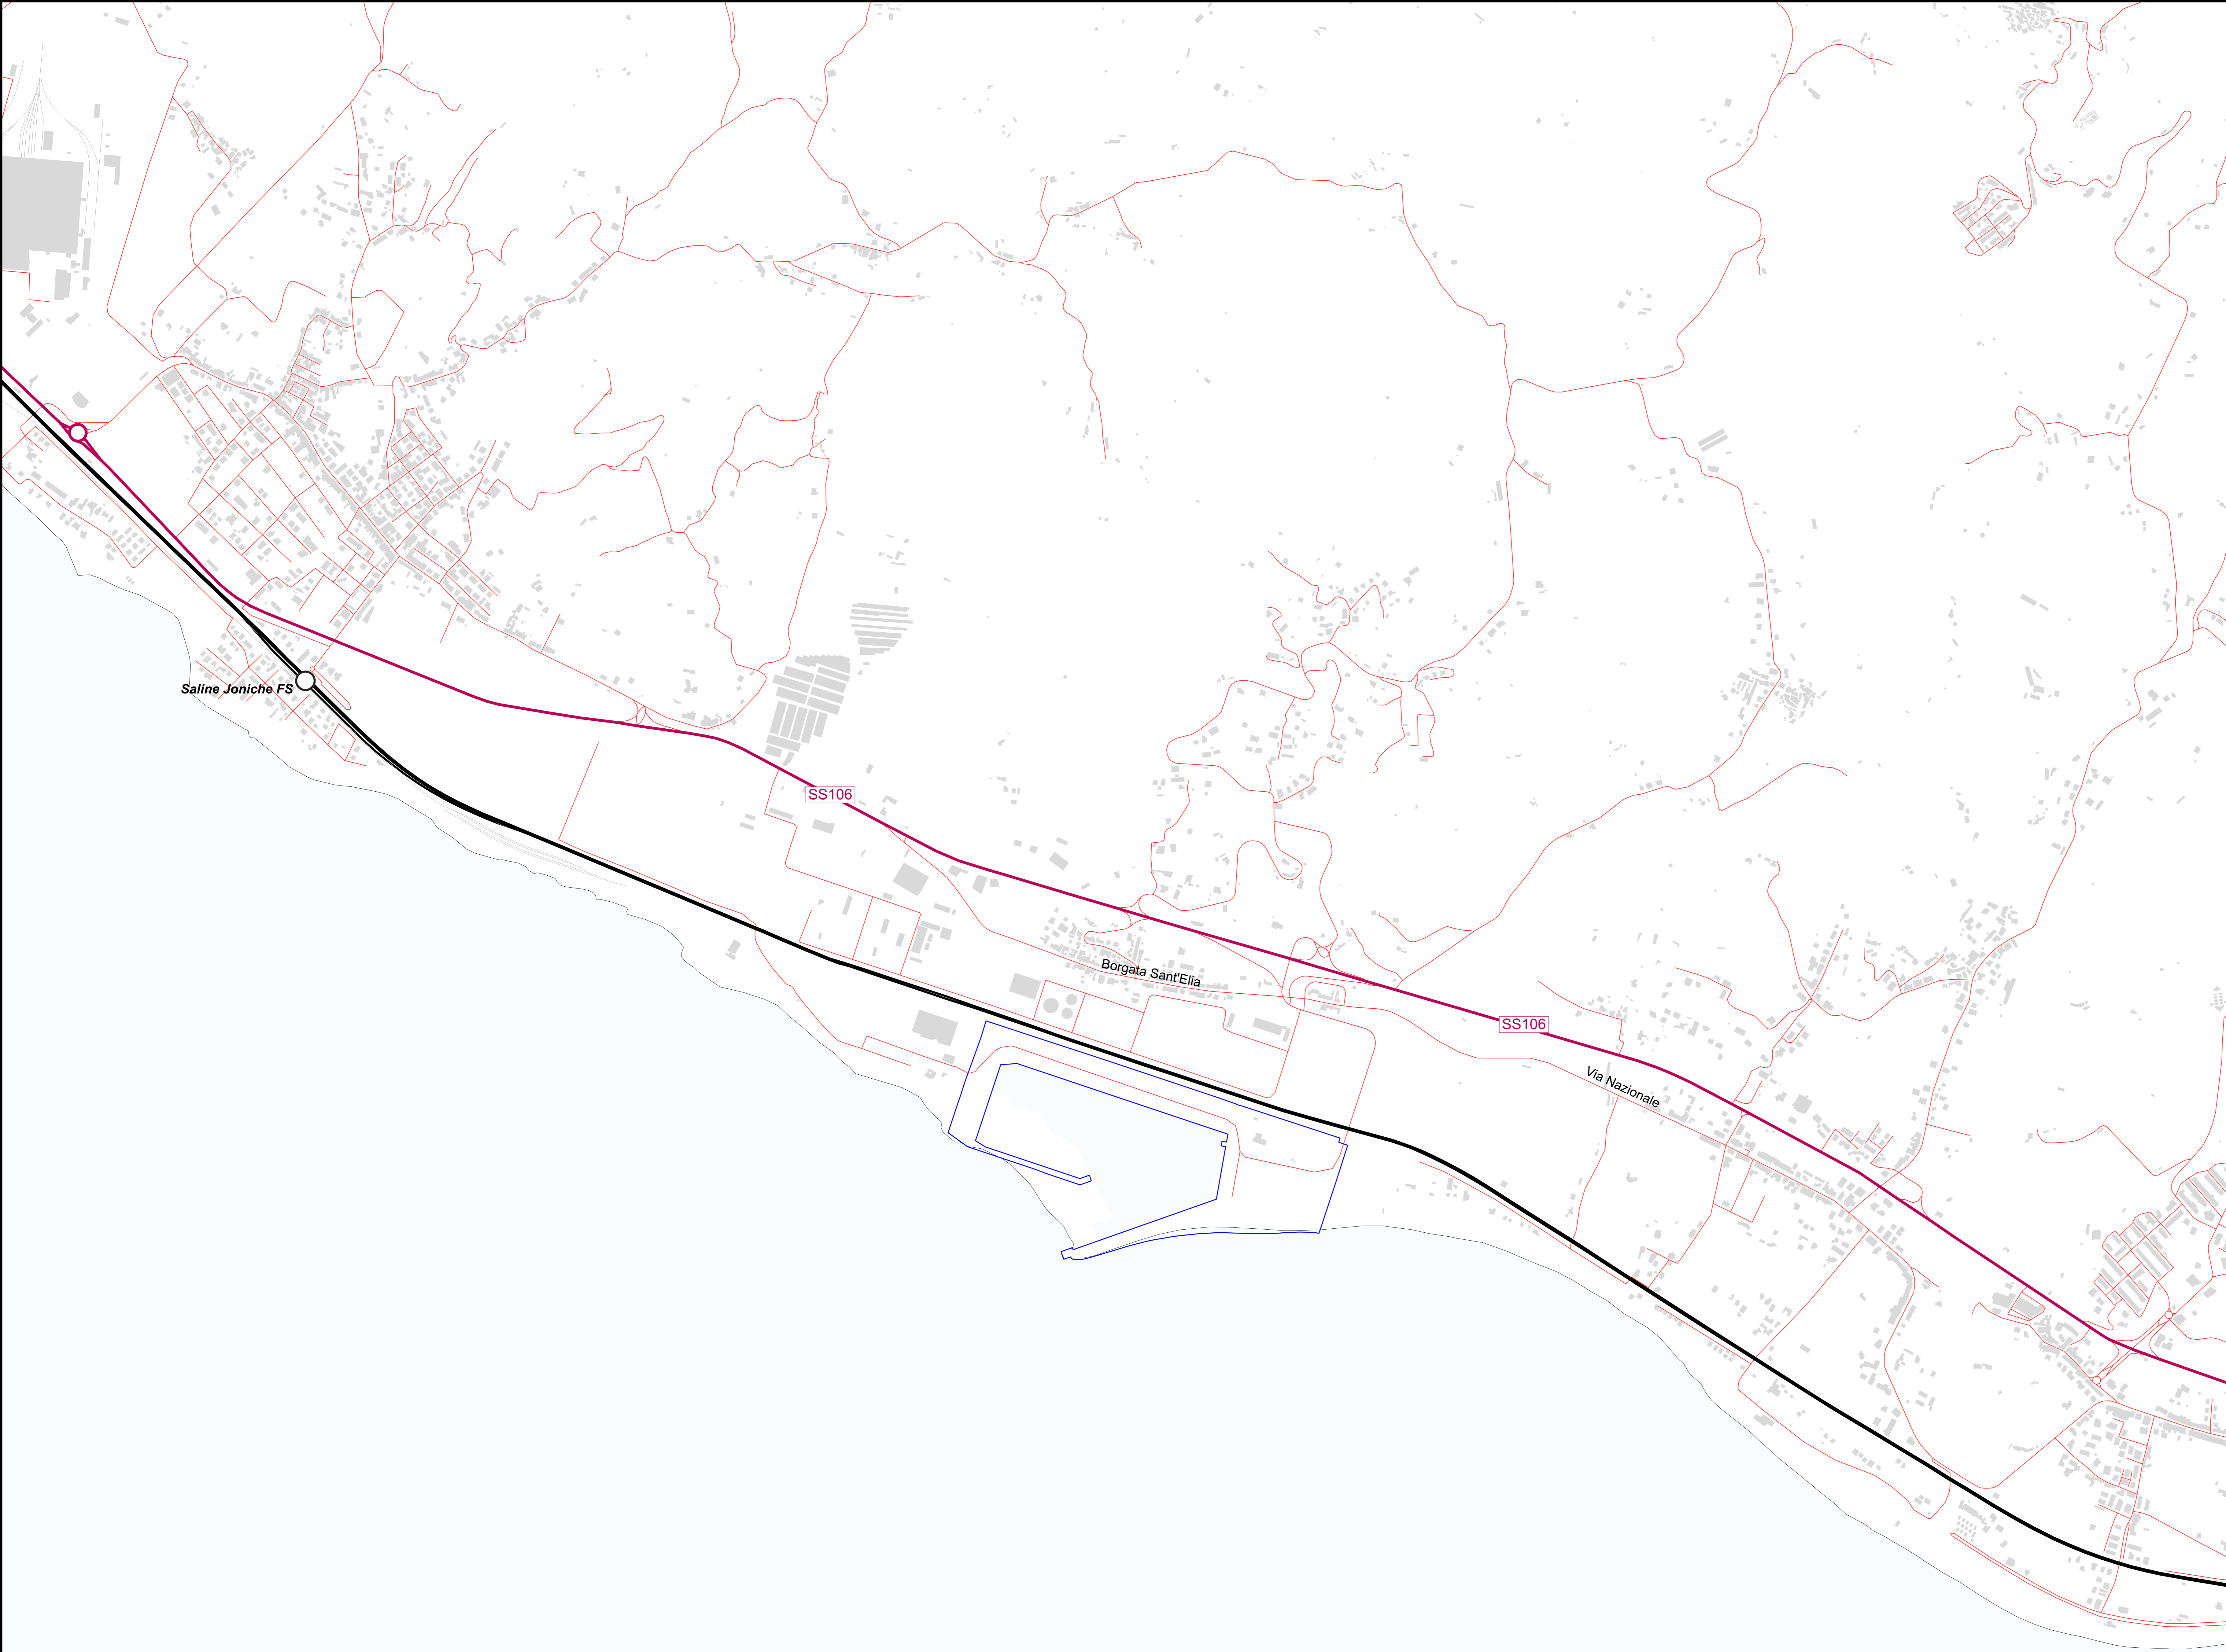 Saline Joniche FS
SS106
Borgata Sant'Elia
SS106
Via Nazionale